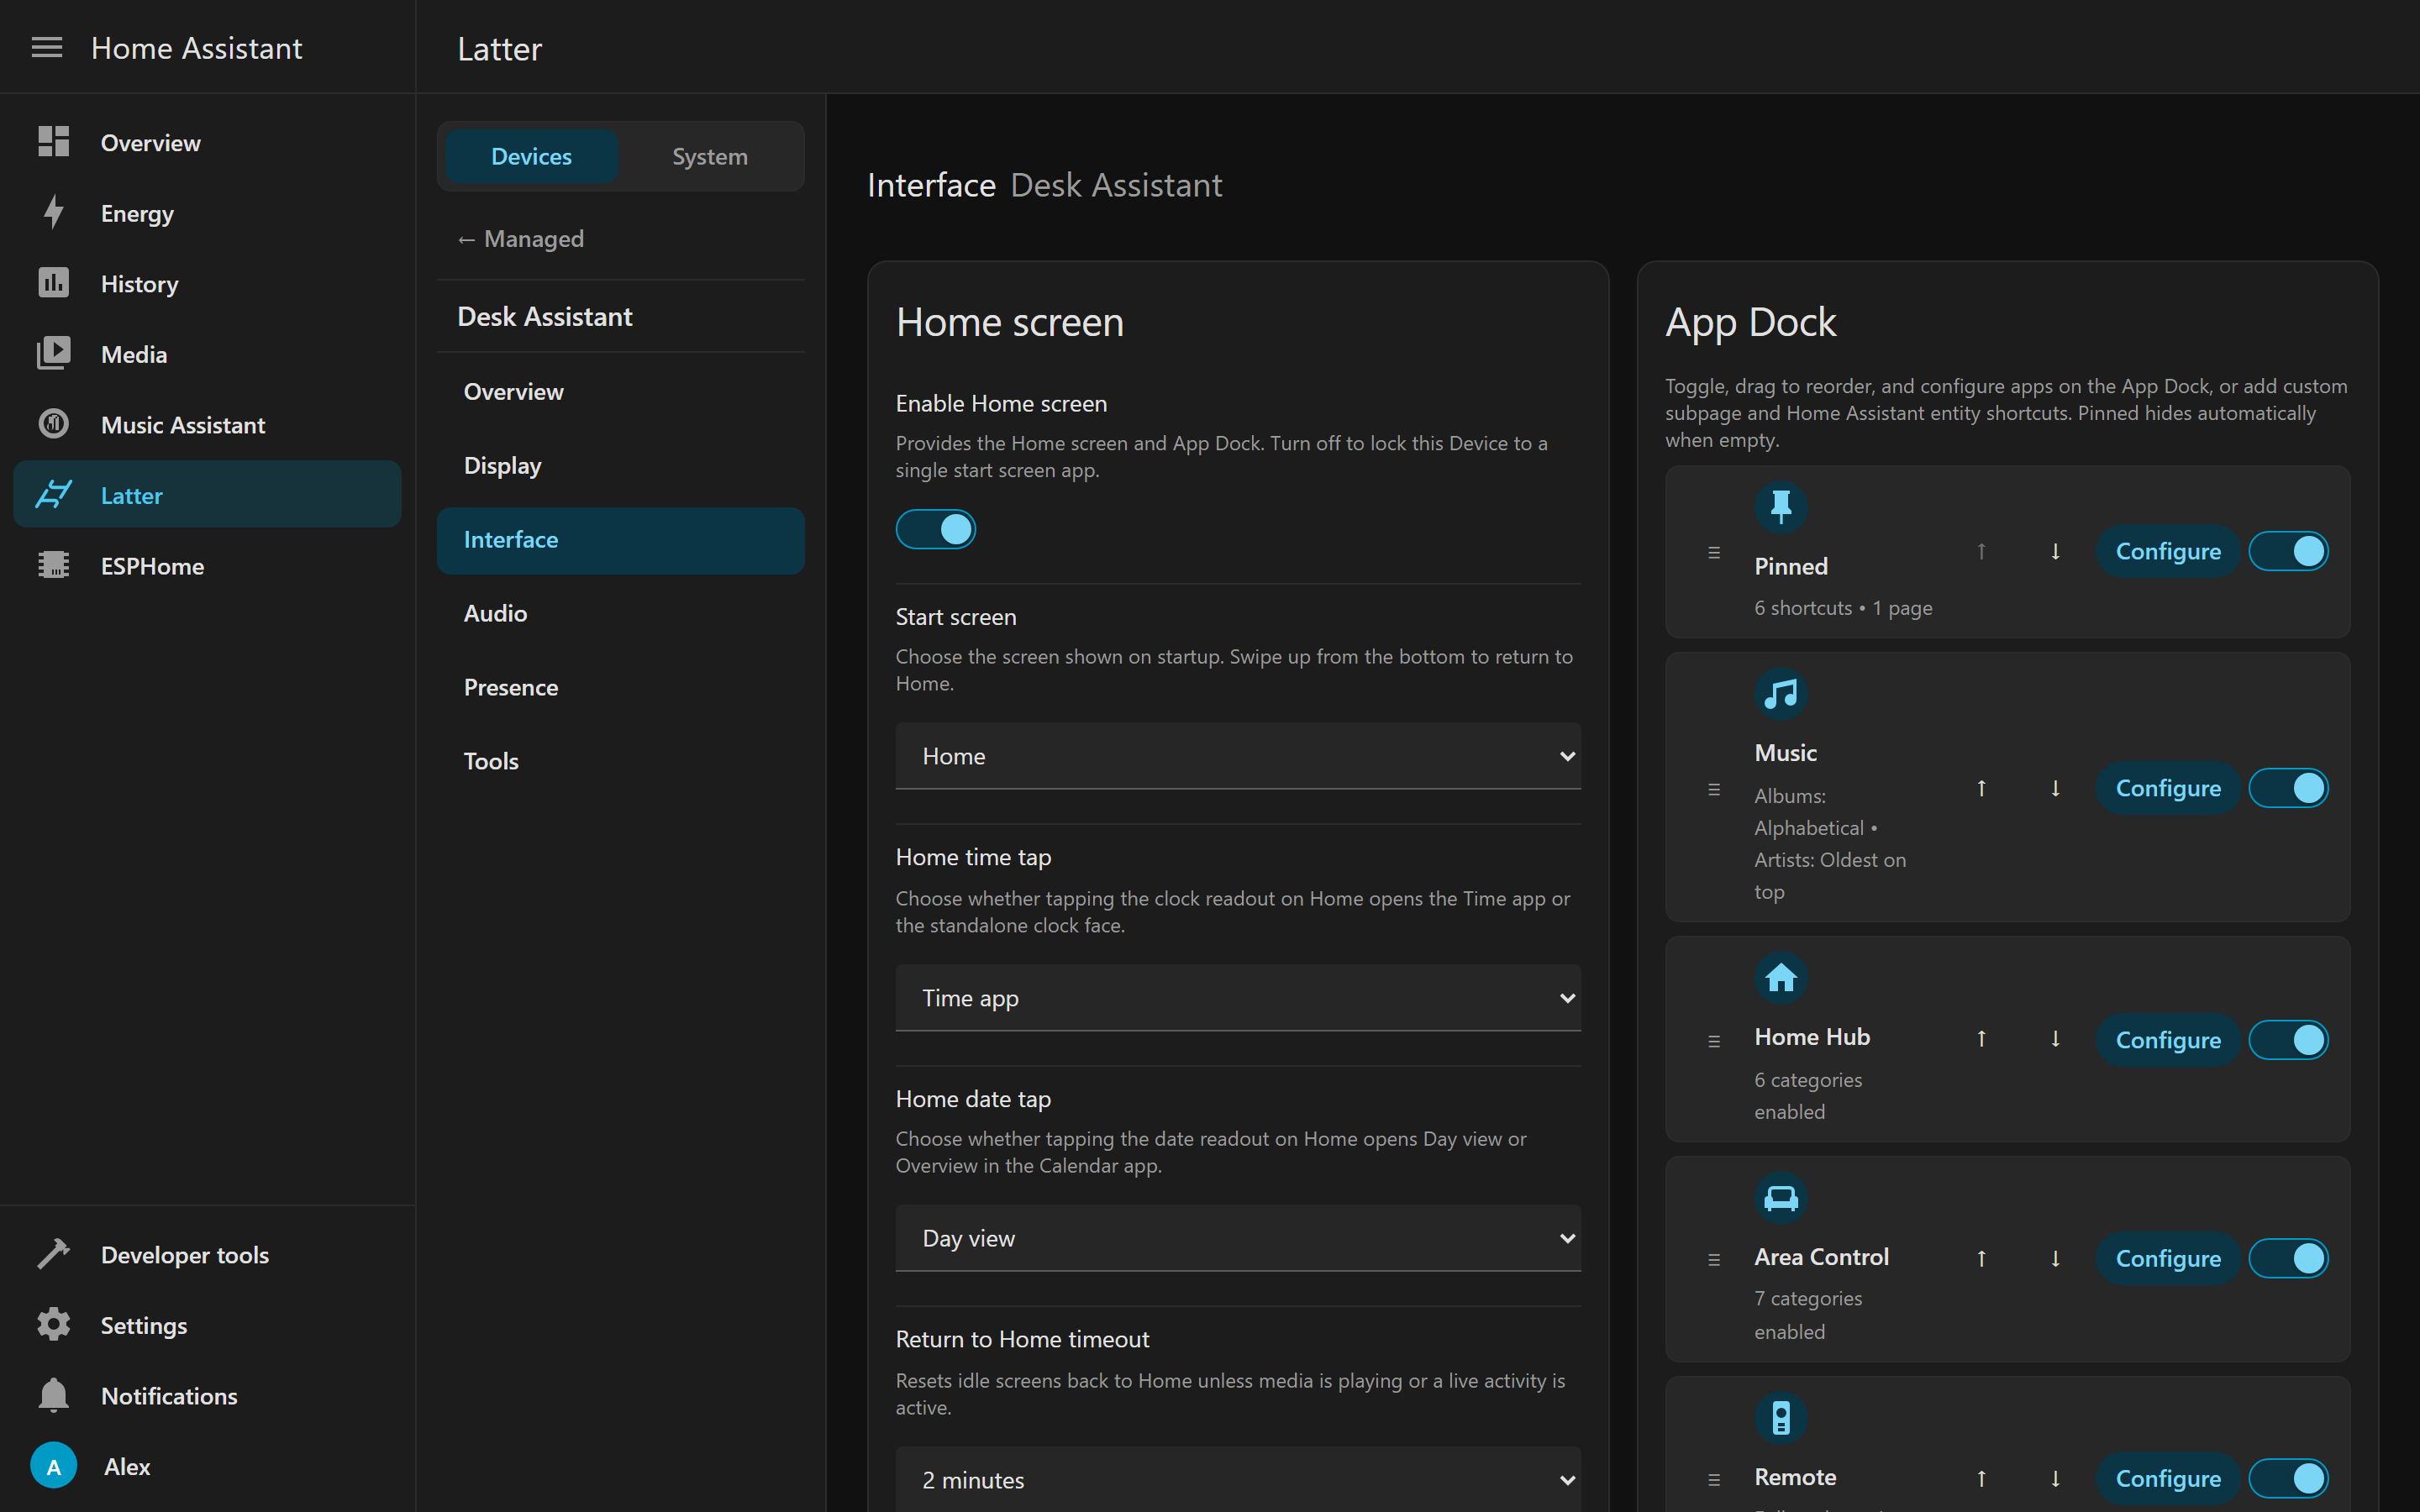 Home Assistant
Latter
Overview
Energy
History
Media
Music Assistant
Latter
ESPHome
Developer tools
Settings
Notifications
A
Alex
Devices
System
← Managed
Desk Assistant
Overview
Display
Interface
Audio
Presence
Tools
Interface Desk Assistant
Home screen
Enable Home screen
Provides the Home screen and App Dock. Turn off to lock this Device to a
single start screen app.
Start screen
Choose the screen shown on startup. Swipe up from the bottom to return to
Home.
Home
Home time tap
Choose whether tapping the clock readout on Home opens the Time app or
the standalone clock face.
Time app
Home date tap
Choose whether tapping the date readout on Home opens Day view or
Overview in the Calendar app.
Day view
Return to Home timeout
Resets idle screens back to Home unless media is playing or a live activity is
active.
2 minutes
App Dock
Toggle, drag to reorder, and configure apps on the App Dock, or add custom
subpage and Home Assistant entity shortcuts. Pinned hides automatically
when empty.
Pinned
6 shortcuts • 1 page
↑ ↓ Configure
Music
Albums:
Alphabetical •
Artists: Oldest on
top
↑ ↓ Configure
Home Hub
6 categories
enabled
↑ ↓ Configure
Area Control
7 categories
enabled
↑ ↓ Configure
Remote
↑ ↓ Configure